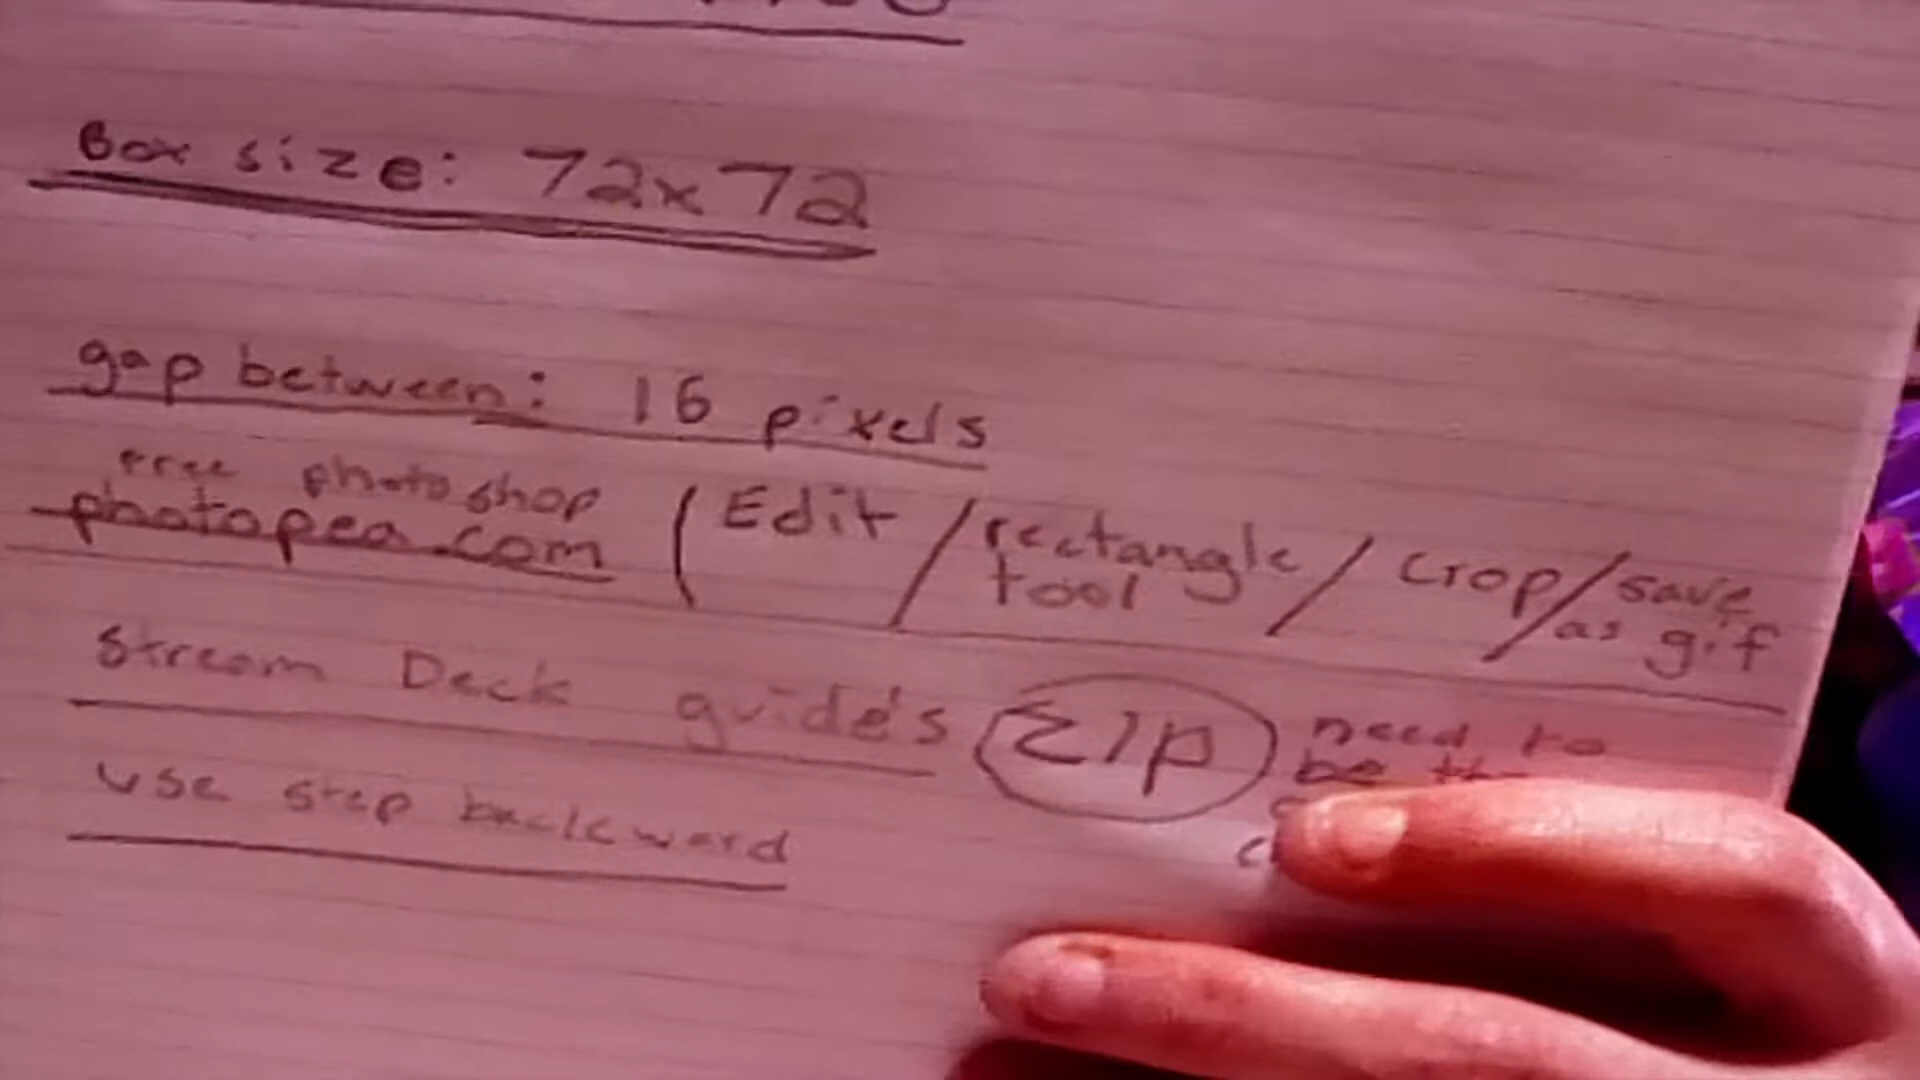 Box size: 72x72
gap between: 16 pixels
free photoshop
photopea.com (Edit / rectangle tool / crop / save as gif
Stream Deck guide's zip need to
be
use step backward